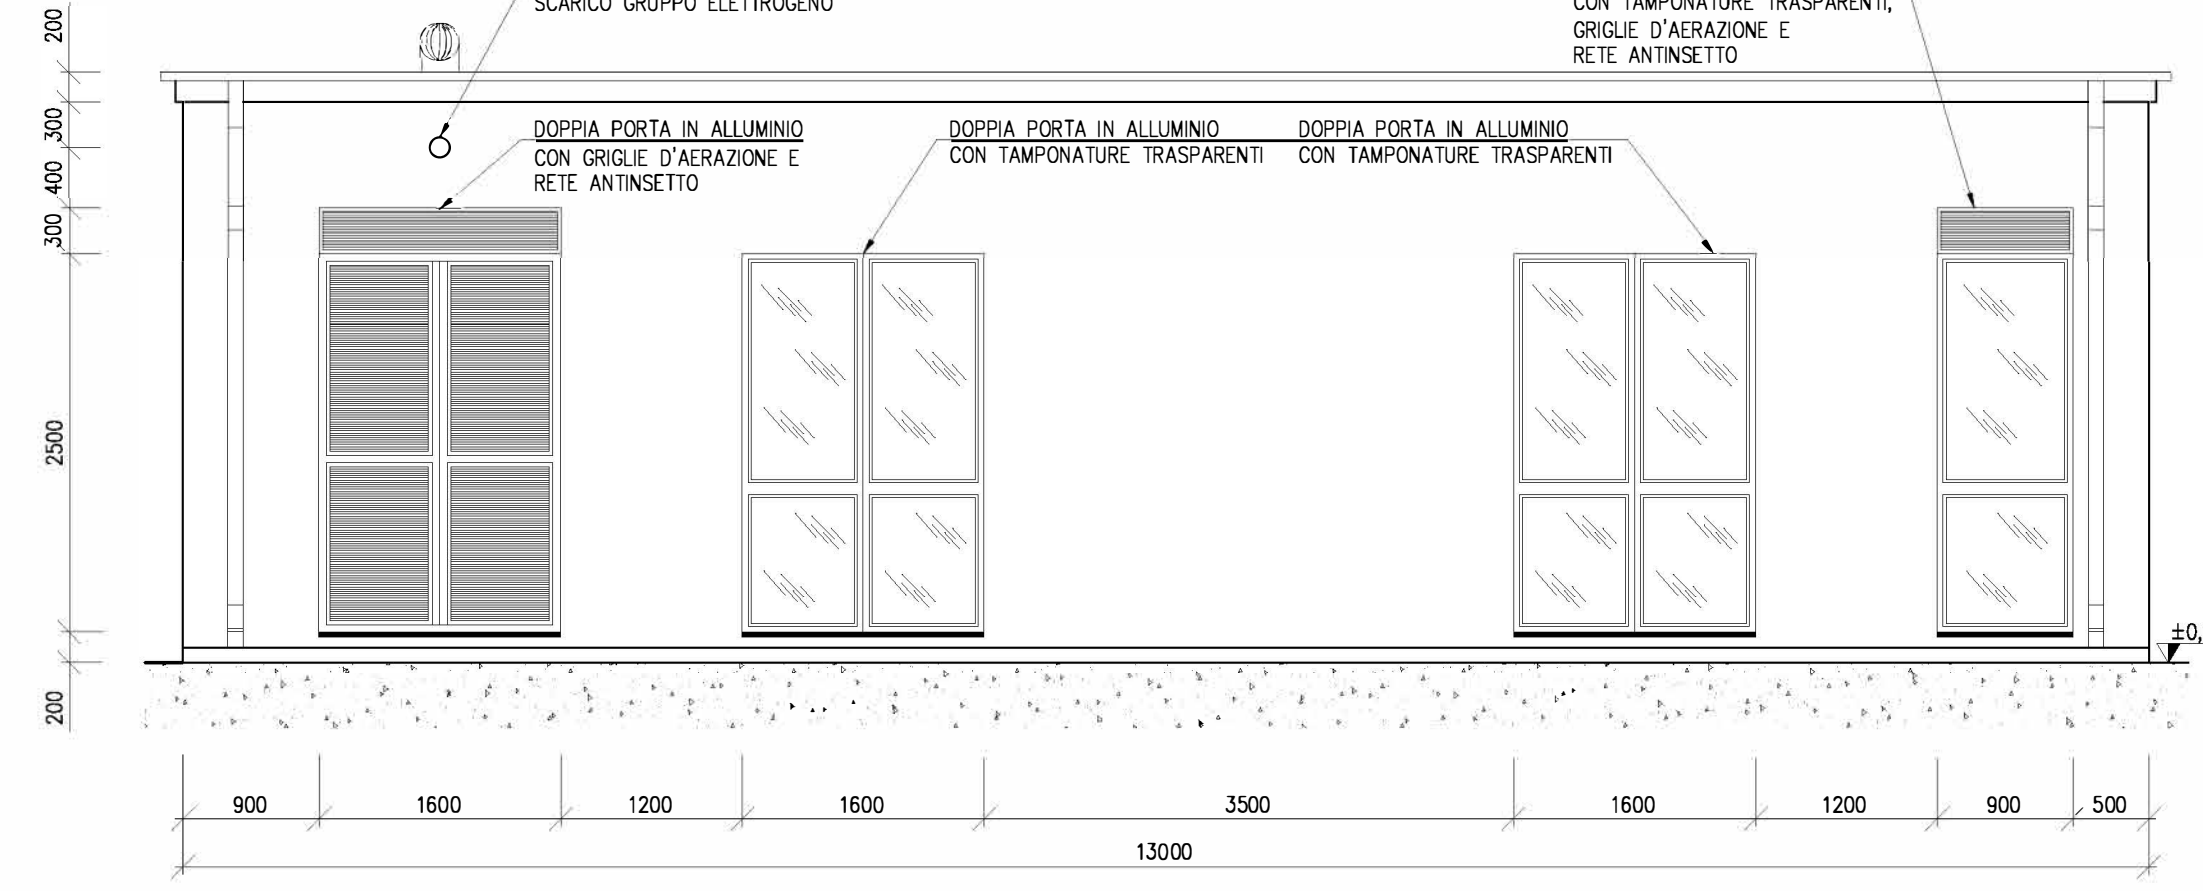 SCARICO GRUPPO ELETTROGENO
CON TAMPONATURE TRASPARENTI,
GRIGLIE D'AERAZIONE E
RETE ANTINSETTO
DOPPIA PORTA IN ALLUMINIO
CON GRIGLIE D'AERAZIONE E
RETE ANTINSETTO
DOPPIA PORTA IN ALLUMINIO
CON TAMPONATURE TRASPARENTI
DOPPIA PORTA IN ALLUMINIO
CON TAMPONATURE TRASPARENTI
200
300
400
300
2500
200
±0,
900
1600
1200
1600
3500
1600
1200
900
500
13000